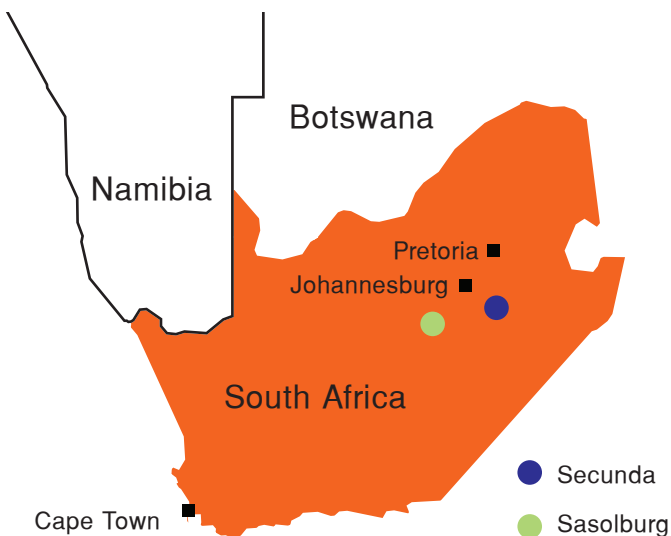 Botswana
Namibia
Pretoria
Johannesburg
South Africa
Secunda
Cape Town
Sasolburg